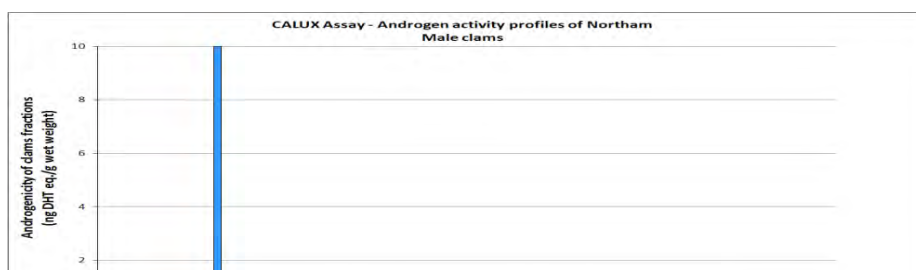 CALUX Assay - Androgen activity profiles of Northam
Male clams
Androgenicity of clams fractions
(ng DHT eq./g wet weight)
10
8
6
4
2